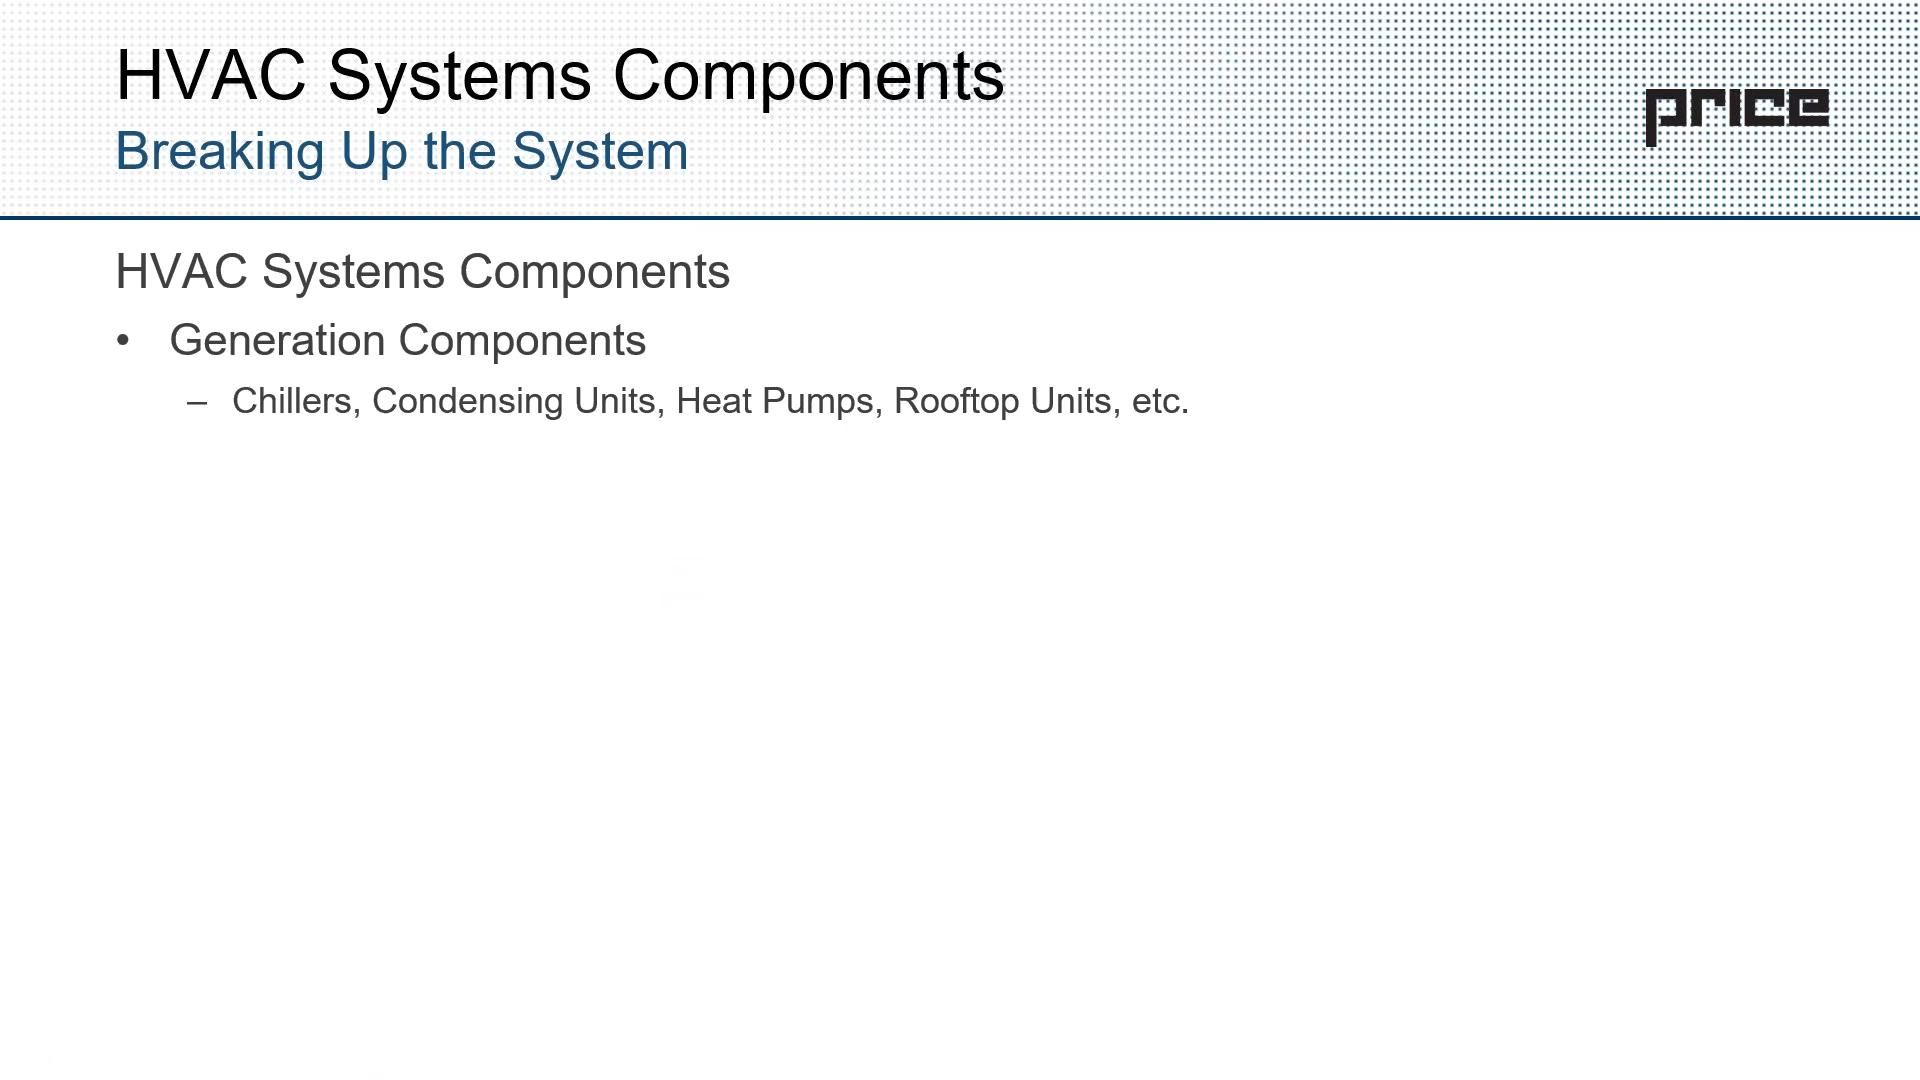 HVAC Systems Components
Breaking Up the System
price
HVAC Systems Components
• Generation Components
– Chillers, Condensing Units, Heat Pumps, Rooftop Units, etc.